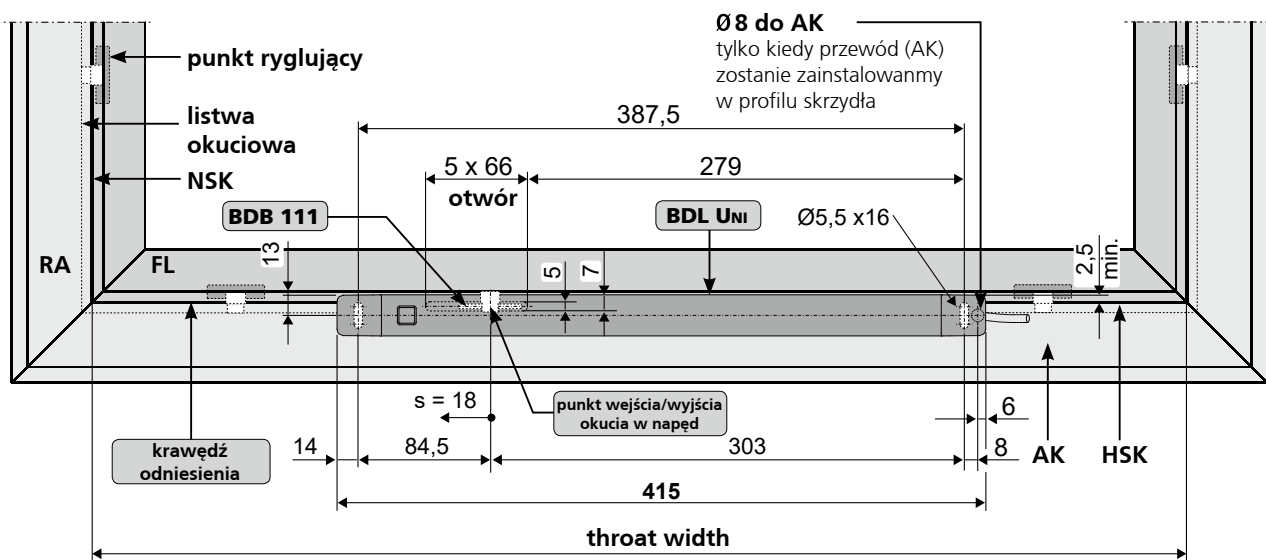 Ø 8 do AK
tylko kiedy przewód (AK)
zostanie zainstalowanmy
w profilu skrzydła
punkt ryglujący
listwa
okuciowa
NSK
387,5
5 x 66
otwór
279
BDB 111
BDL UNI
Ø5,5 x16
RA
FL
13
5
7
2,5
min.
s = 18
punkt wejścia/wyjścia
okucia w napęd
6
krawędź
odniesienia
14
84,5
303
8
AK
HSK
415
throat width